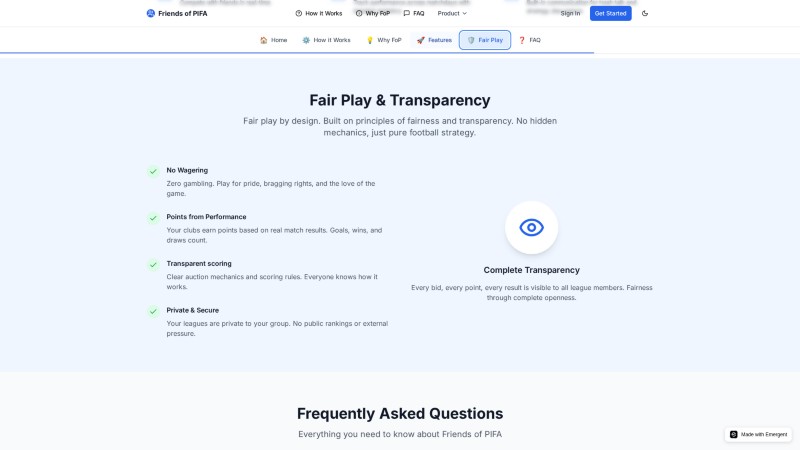 Friends of PIFA
How it Works
Why FoP
FAQ
Product
Sign In
Get Started
Home
How it Works
Why FoP
Features
Fair Play
FAQ
Fair Play & Transparency
Fair play by design. Built on principles of fairness and transparency. No hidden
mechanics, just pure football strategy.
No Wagering
Zero gambling. Play for pride, bragging rights, and the love of the
game.
Points from Performance
Your clubs earn points based on real match results. Goals, wins, and
draws count.
Transparent scoring
Clear auction mechanics and scoring rules. Everyone knows how it
works.
Private & Secure
Your leagues are private to your group. No public rankings or external
pressure.
Complete Transparency
Every bid, every point, every result is visible to all league members. Fairness
through complete openness.
Frequently Asked Questions
Everything you need to know about Friends of PIFA
Made with Emergent